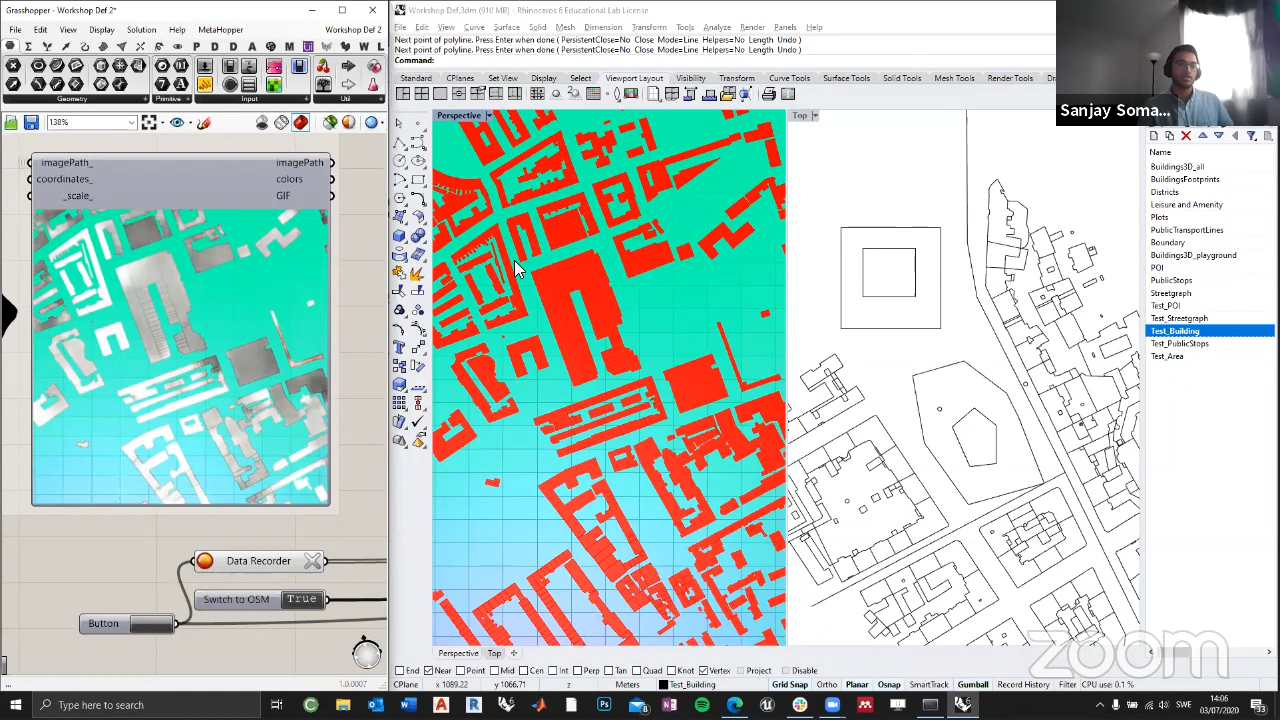 Grasshopper - Workshop Def 2*
File Edit View Display Solution Help MetaHopper
Workshop Def 2
Geometry
Primitive
Input
Util
138%
imagePath_
imagePath
coordinates_
colors
_scale_
GIF
Data Recorder
Switch to OSM True
Button
...
1.0.0007
Workshop Def.3dm (910 MB) - Rhinoceros 6 Educational Lab License
File Edit View Curve Surface Solid Mesh Dimension Transform Tools Analyze Render Panels Help
Next point of polyline. Press Enter when done ( PersistentClose=No Close Mode=Line Helpers=No Length Undo )
Next point of polyline. Press Enter when done ( PersistentClose=No Close Mode=Line Helpers=No Length Undo )
Command:
Standard CPlanes Set View Display Select Viewport Layout Visibility Transform Curve Tools Surface Tools Solid Tools Mesh Tools Render Tools
Perspective
Top
Sanjay Soma...
Name
Buildings3D_all
BuildingsFootprints
Districts
Leisure and Amenity
Plots
PublicTransportLines
Boundary
Buildings3D_playground
POI
PublicStops
Streetgraph
Test_POI
Test_Streetgraph
Test_Building
Test_PublicStops
Test_Area
zoom
Perspective Top
End Near Point Mid Cen Int Perp Tan Quad Knot Vertex Project Disable
CPlane x 1089.22 y 1066.71 z Meters Test_Building Grid Snap Ortho Planar Osnap SmartTrack Gumball Record History Filter CPU use: 0.1 %
Type here to search
SWE
14:06
03/07/2020